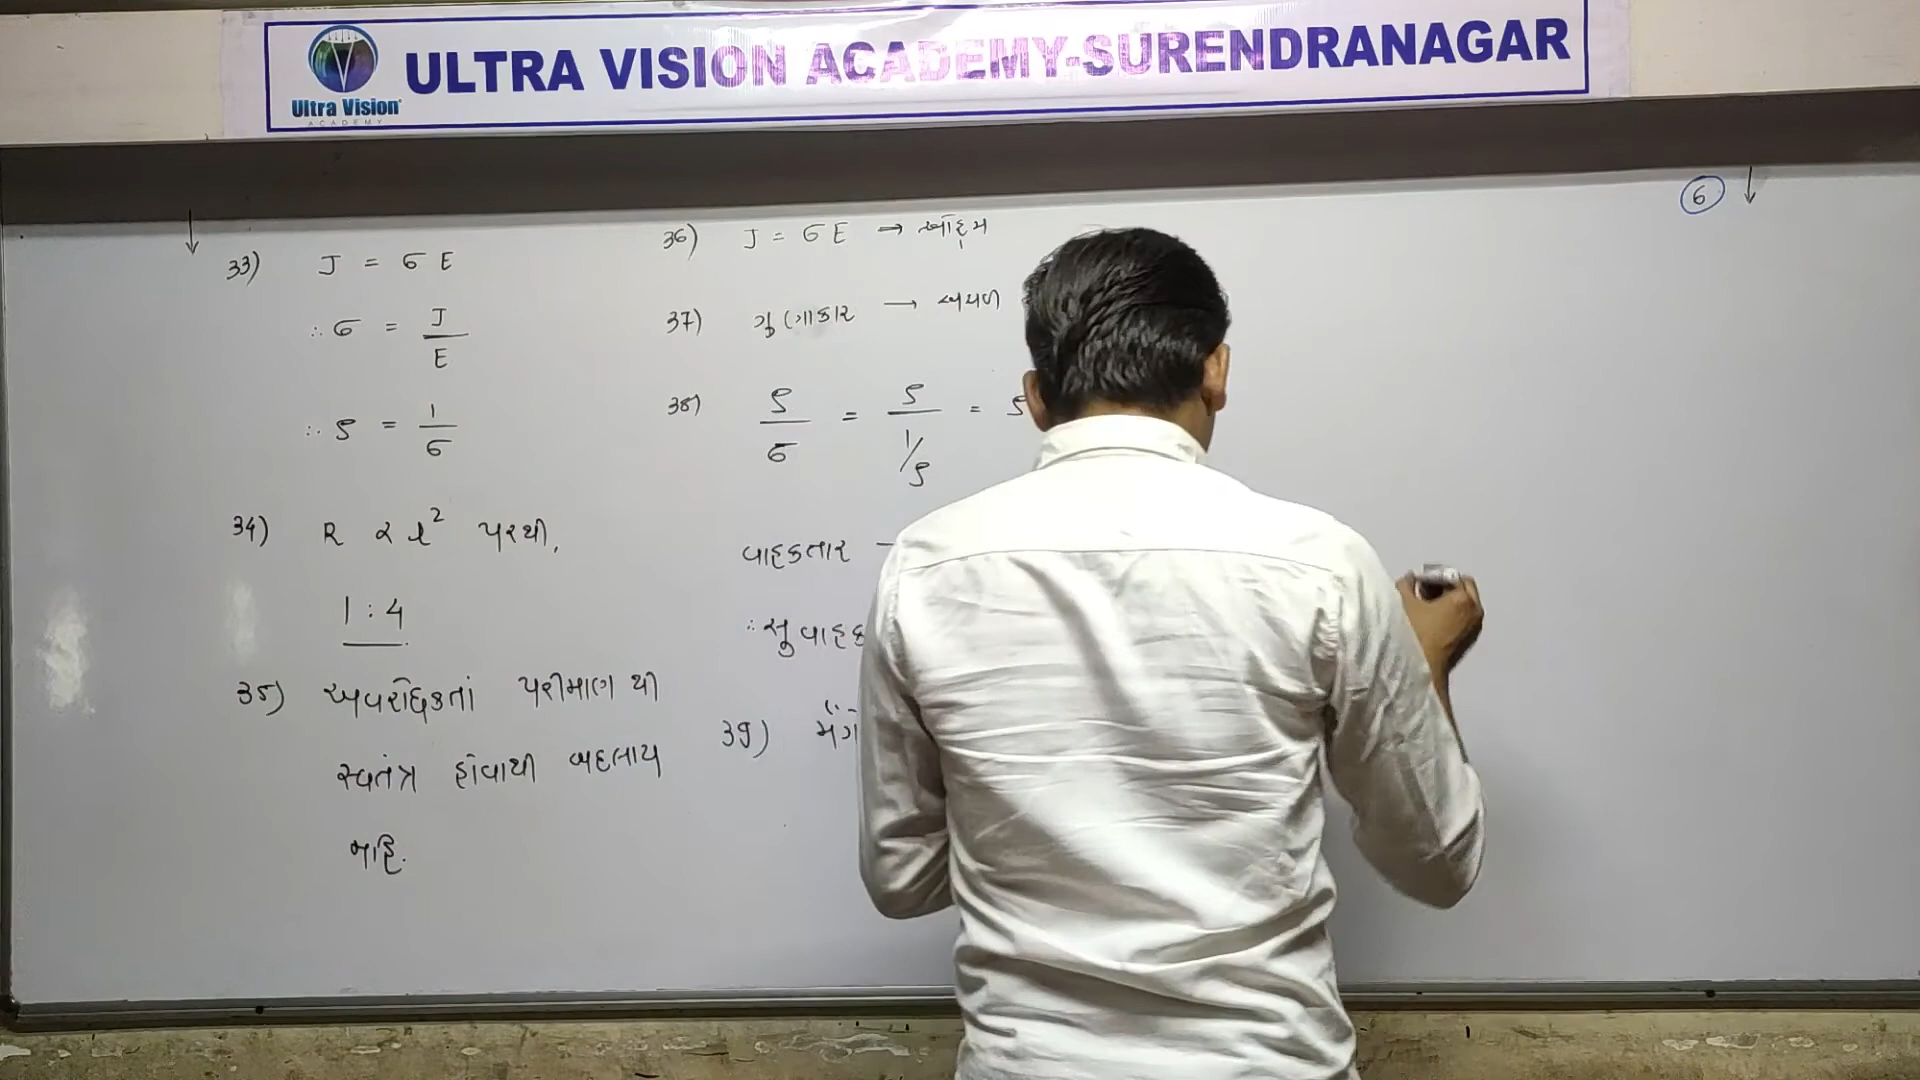 ULTRA VISION ACADEMY-SURENDRANAGAR
Ultra Vision
ACADEMY
6
33) J = σ E
∴ σ = J / E
∴ ρ = 1 / σ
34) R ∝ l² પરથી,
1 : 4
35) અવરોધકતાં પરીમાણ થી
સ્વતંત્ર હોવાથી બદલાય
નહિ.
36) J = σ E → ઓહ્મ
37) ગુણાકાર → અચળ
38) ρ / σ = ρ / 1/ρ = ρ
વાહકતાર
∴ સુવાહક
39)